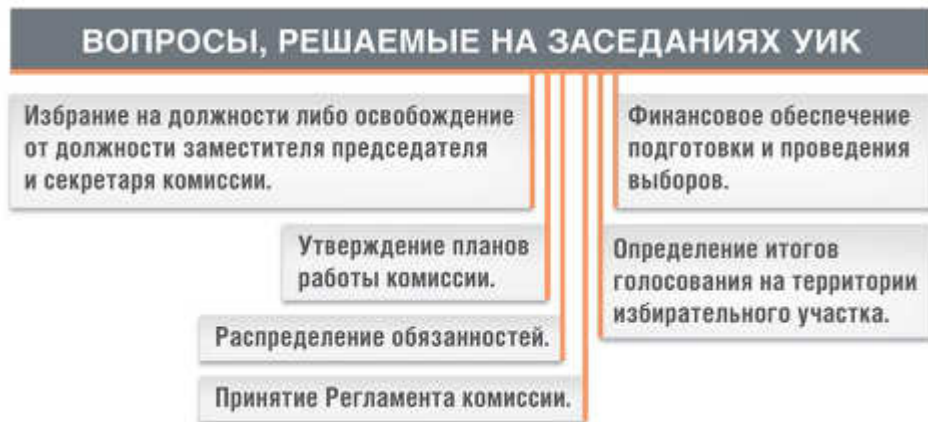 ВОПРОСЫ, РЕШАЕМЫЕ НА ЗАСЕДАНИЯХ УИК
Избрание на должности либо освобождение
от должности заместителя председателя
и секретаря комиссии.
Утверждение планов
работы комиссии.
Распределение обязанностей.
Принятие Регламента комиссии.
Финансовое обеспечение
подготовки и проведения
выборов.
Определение итогов
голосования на территории
избирательного участка.